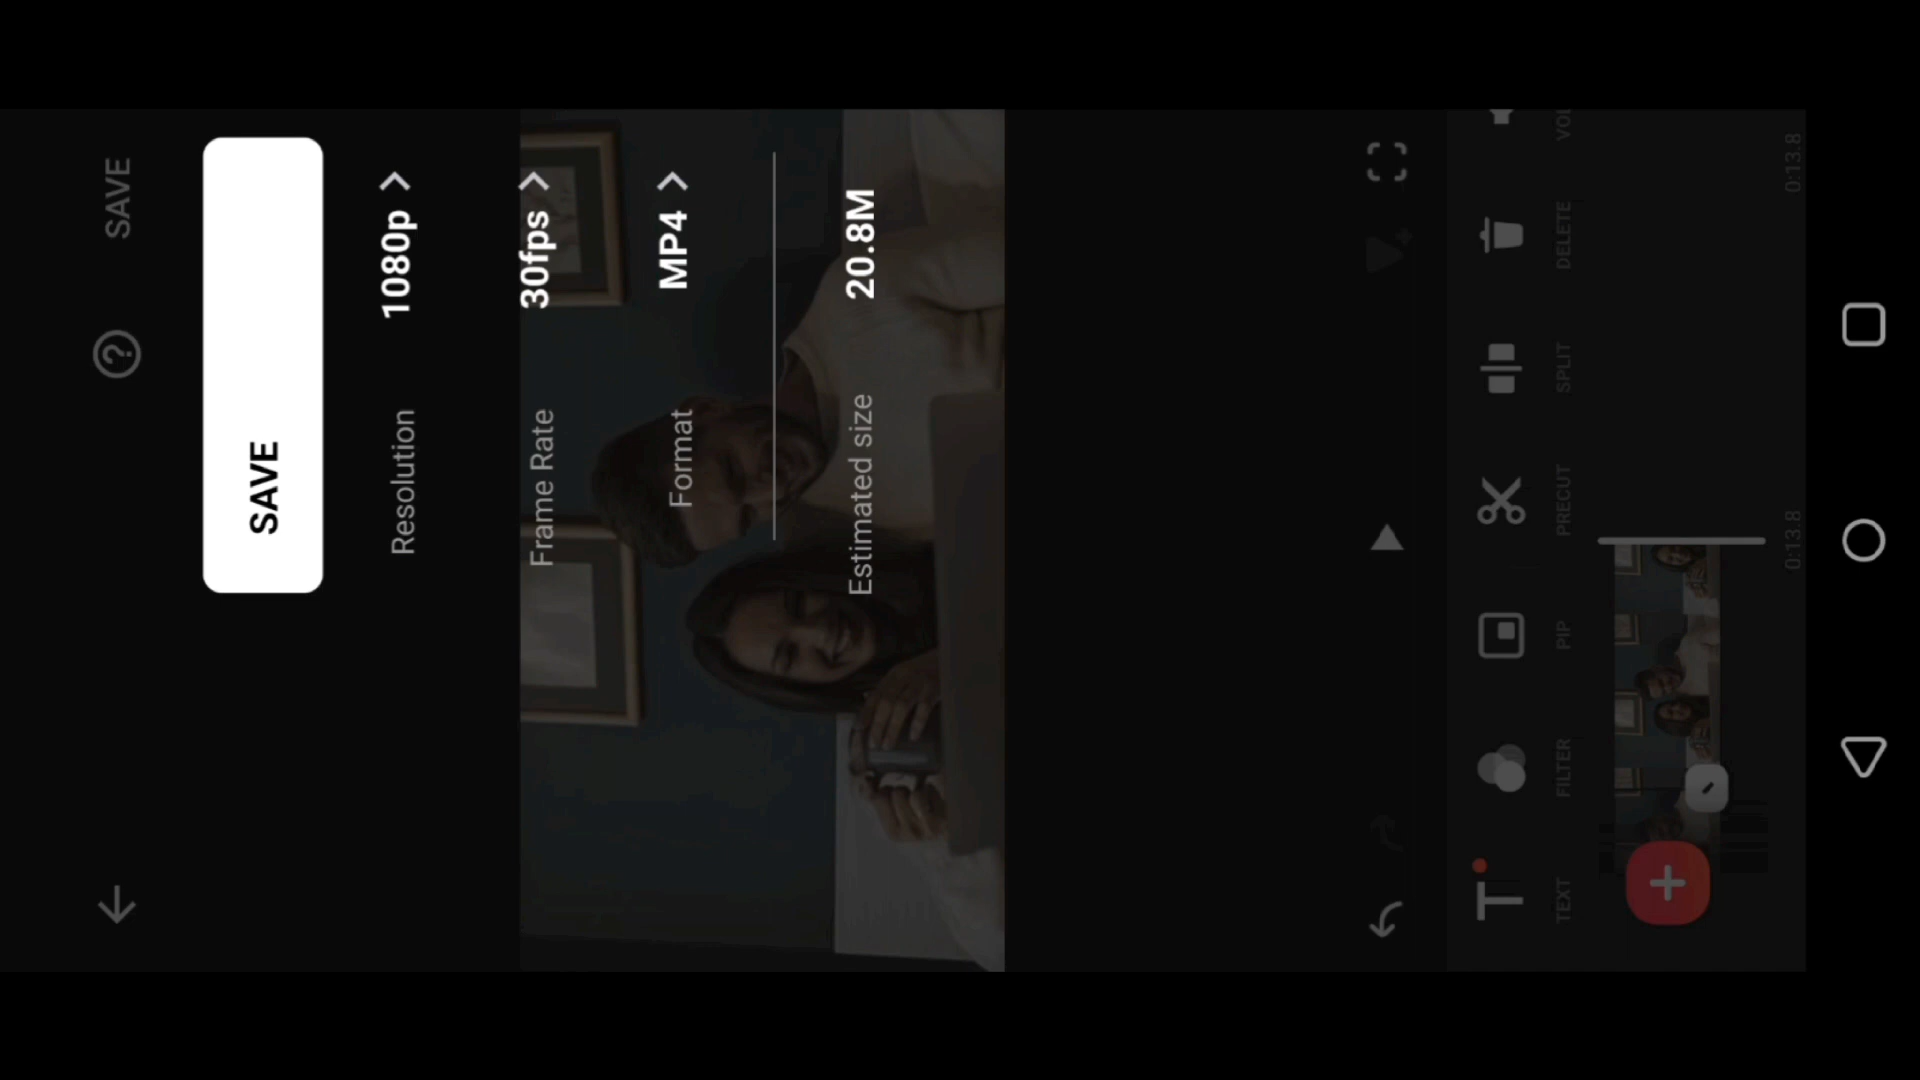 SAVE
SAVE
Resolution 1080p
Frame Rate 30fps
Format MP4
Estimated size 20.8M
TEXT FILTER PIP PRECUT SPLIT DELETE
0:13.8 0:13.8